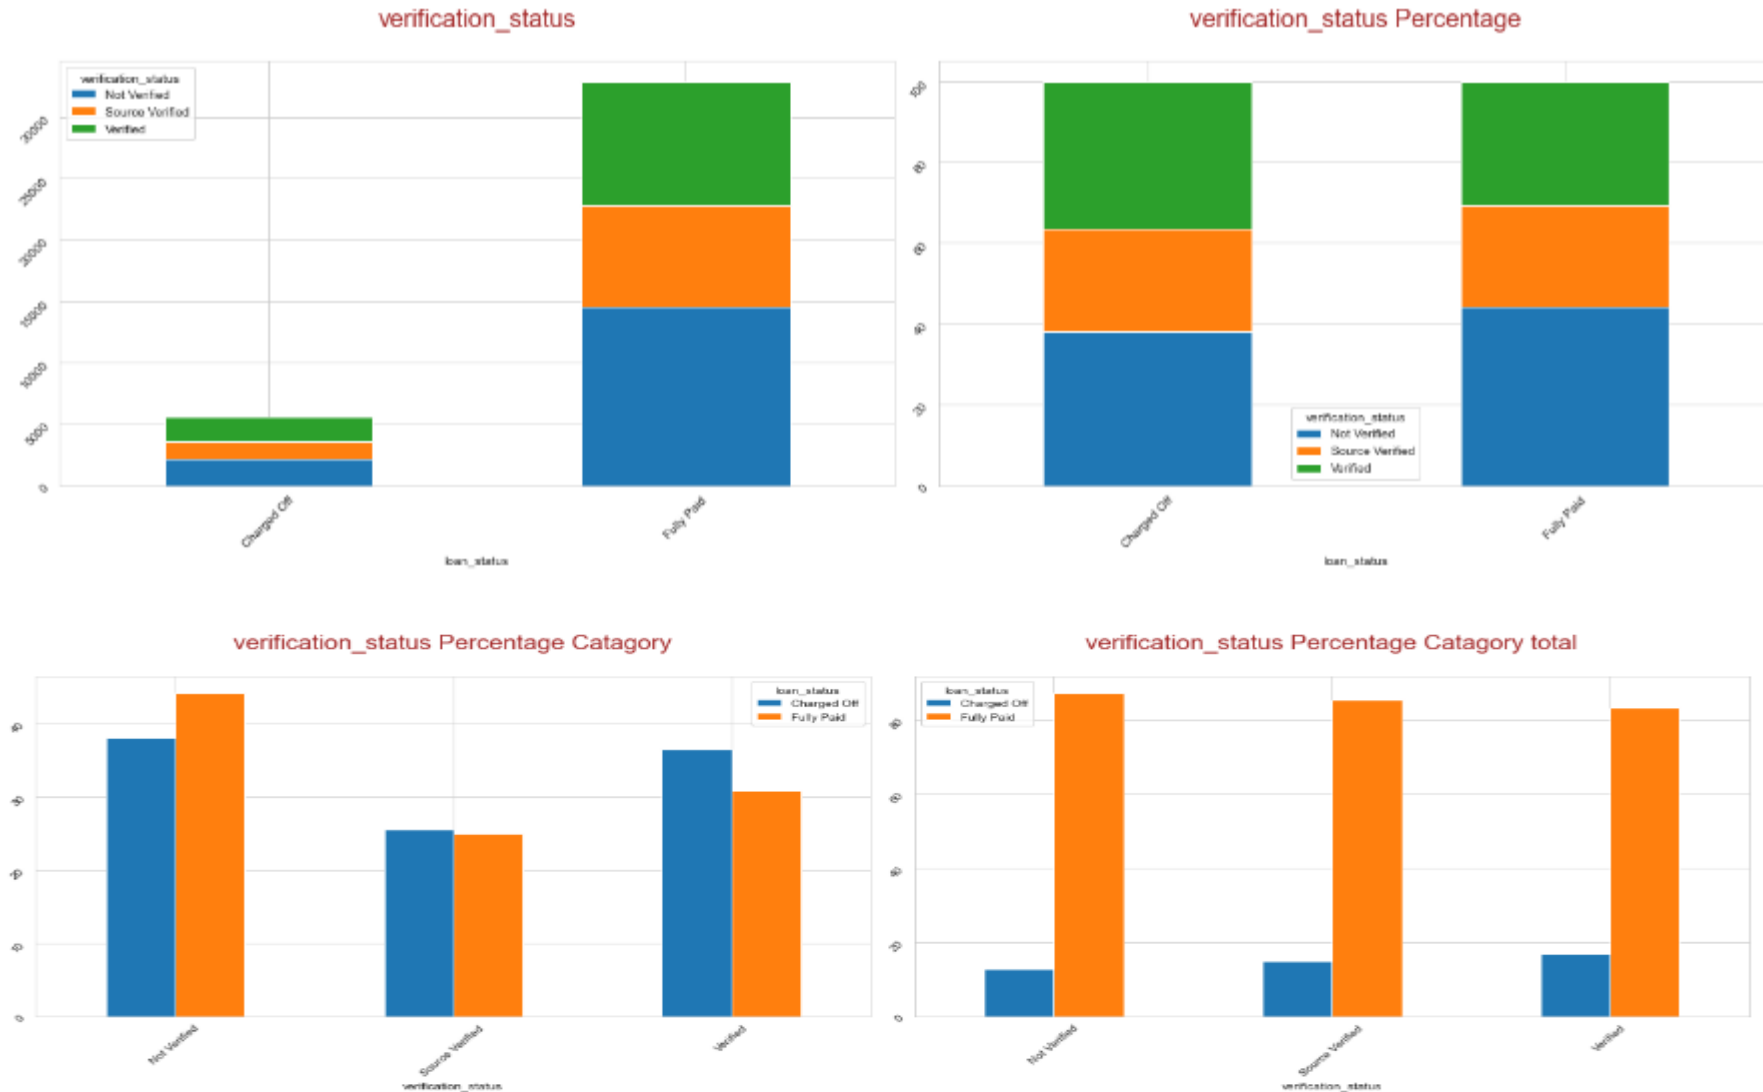 verification_status
verification_status
Not Verified
Source Verified
Verified
30000
25000
20000
15000
10000
5000
0
Charged Off
Fully Paid
loan_status
verification_status Percentage
100
80
60
40
20
0
verification_status
Not Verified
Source Verified
Verified
Charged Off
Fully Paid
loan_status
verification_status Percentage Catagory
loan_status
Charged Off
Fully Paid
40
30
20
10
0
Not Verified
Source Verified
Verified
verification_status
verification_status Percentage Catagory total
loan_status
Charged Off
Fully Paid
80
60
40
20
0
Not Verified
Source Verified
Verified
verification_status